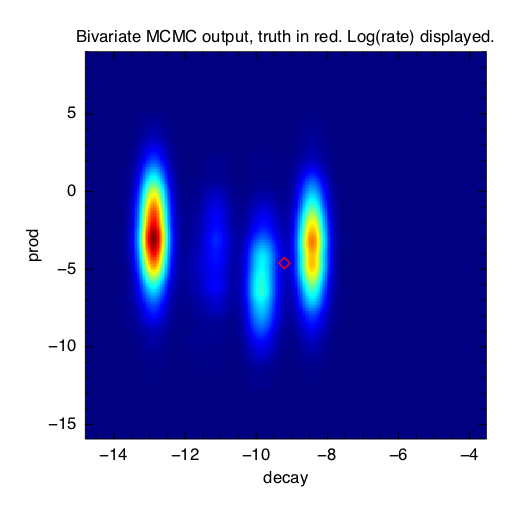 Bivariate MCMC output, truth in red. Log(rate) displayed.
5
0
−5
−10
−15
prod
−14 −12 −10 −8 −6 −4
decay